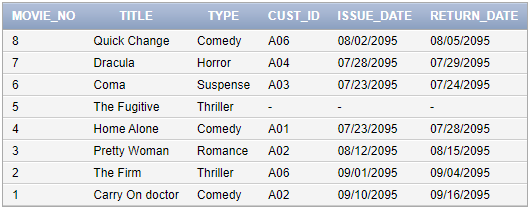 MOVIE_NO TITLE TYPE CUST_ID ISSUE_DATE RETURN_DATE
8 Quick Change Comedy A06 08/02/2095 08/05/2095
7 Dracula Horror A04 07/28/2095 07/29/2095
6 Coma Suspense A03 07/23/2095 07/24/2095
5 The Fugitive Thriller - - -
4 Home Alone Comedy A01 07/23/2095 07/28/2095
3 Pretty Woman Romance A02 08/12/2095 08/15/2095
2 The Firm Thriller A06 09/01/2095 09/04/2095
1 Carry On doctor Comedy A02 09/10/2095 09/16/2095